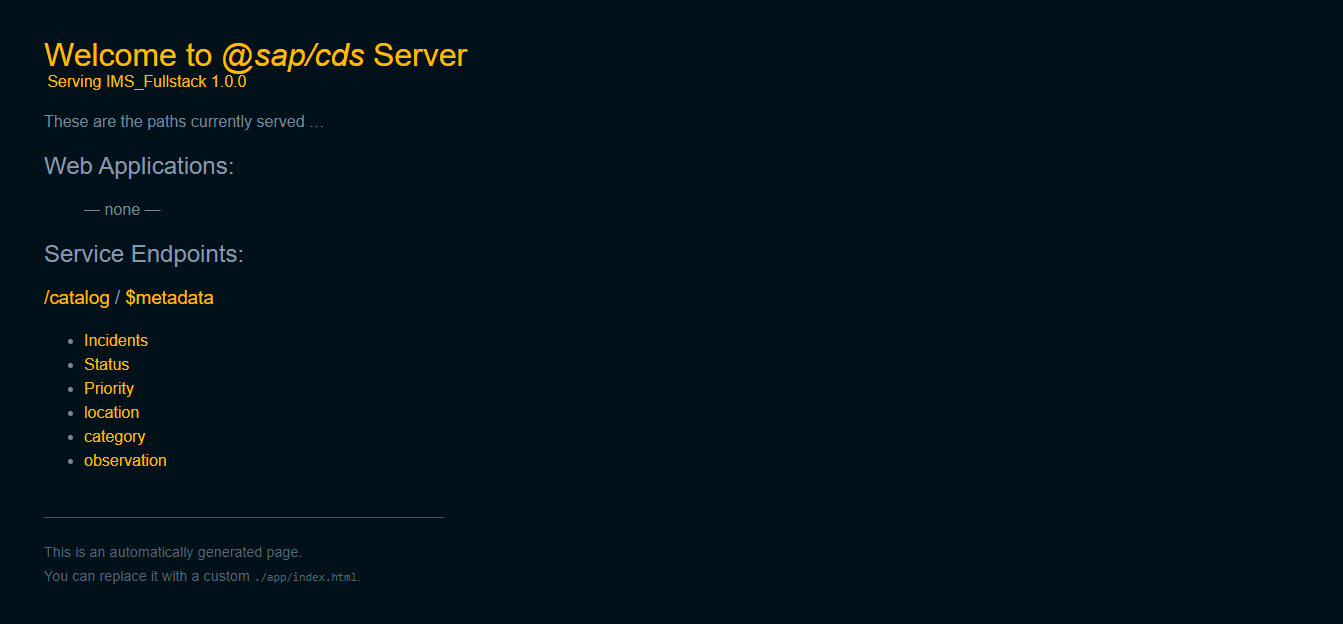 Welcome to @sap/cds Server
Serving IMS_Fullstack 1.0.0
These are the paths currently served …
Web Applications:
— none —
Service Endpoints:
/catalog / $metadata
Incidents
Status
Priority
location
category
observation
This is an automatically generated page.
You can replace it with a custom ./app/index.html.